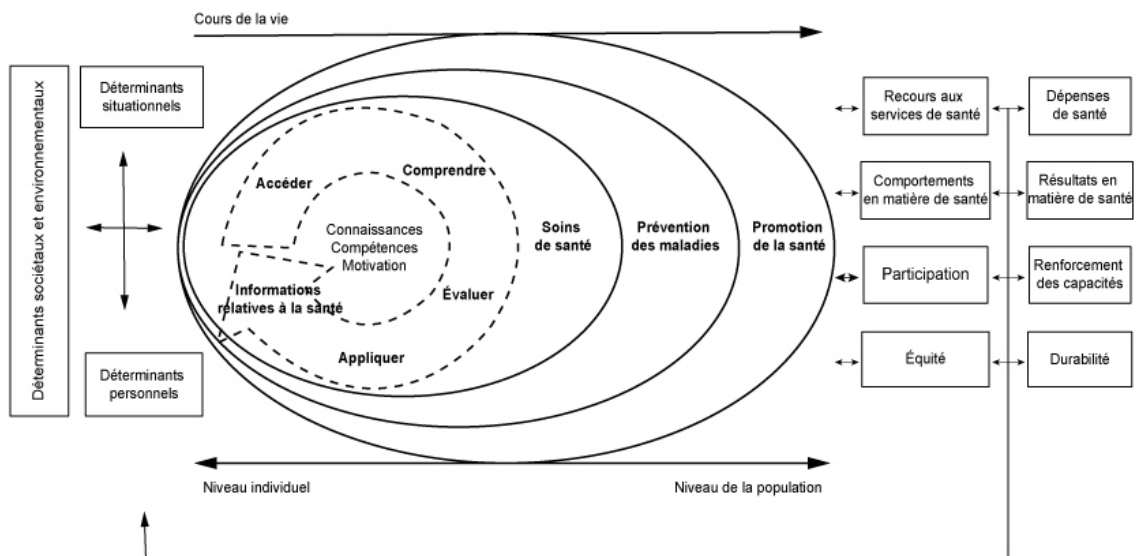 Cours de la vie
Déterminants sociétaux et environnementaux
Déterminants
situationnels
Déterminants
personnels
Accéder
Comprendre
Connaissances
Compétences
Motivation
Informations
relatives à la santé
Évaluer
Appliquer
Soins
de santé
Prévention
des maladies
Promotion
de la santé
Recours aux
services de santé
Dépenses
de santé
Comportements
en matière de santé
Résultats en
matière de santé
Participation
Renforcement
des capacités
Équité
Durabilité
Niveau individuel
Niveau de la population